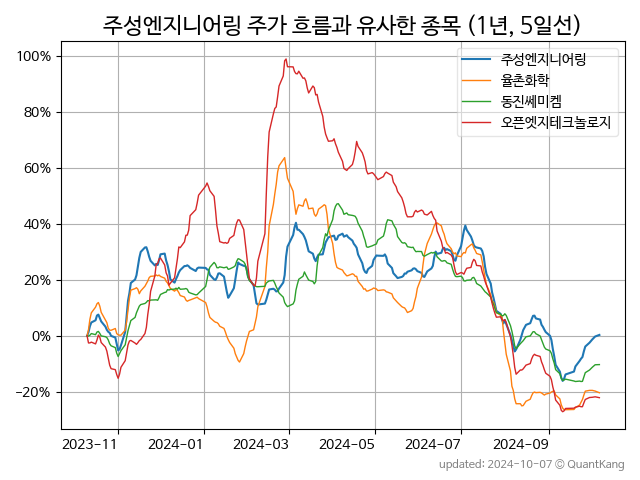 주성엔지니어링 주가 흐름과 유사한 종목 (1년, 5일선)
주성엔지니어링
율촌화학
동진쎄미켐
오픈엣지테크놀로지
100%
80%
60%
40%
20%
0%
−20%
2023-11
2024-01
2024-03
2024-05
2024-07
2024-09
updated: 2024-10-07 © QuantKang